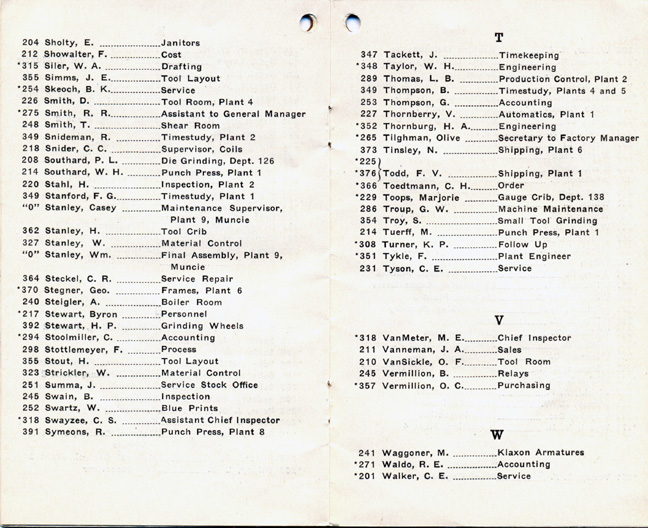 204 Sholty, E. Janitors
212 Showalter, F. Cost
*315 Siler, W. A. Drafting
355 Simms, J. E. Tool Layout
*254 Skeoch, B. K. Service
226 Smith, D. Tool Room, Plant 4
*275 Smith, R. R. Assistant to General Manager
248 Smith, T. Shear Room
349 Snideman, R. Timestudy, Plant 2
218 Snider, C. C. Supervisor, Coils
208 Southard, P. L. Die Grinding, Dept. 126
214 Southard, W. H. Punch Press, Plant 1
220 Stahl, H. Inspection, Plant 2
349 Stanford, F. G. Timestudy, Plant 1
"0" Stanley, Casey Maintenance Supervisor,
Plant 9, Muncie
362 Stanley, H. Tool Crib
327 Stanley, W. Material Control
"0" Stanley, Wm. Final Assembly, Plant 9,
Muncie
364 Steckel, C. R. Service Repair
*370 Stegner, Geo. Frames, Plant 6
240 Steigler, A. Boiler Room
*217 Stewart, Byron Personnel
392 Stewart, H. P. Grinding Wheels
*294 Stoolmiller, C. Accounting
298 Stottlemeyer, F. Process
355 Stout, H. Tool Layout
323 Strickler, W. Material Control
251 Summa, J. Service Stock Office
245 Swain, B. Inspection
252 Swartz, W. Blue Prints
*318 Swayzee, C. S. Assistant Chief Inspector
391 Symeons, R. Punch Press, Plant 8
T
347 Tackett, J. Timekeeping
*348 Taylor, W. H. Engineering
289 Thomas, L. B. Production Control, Plant 2
349 Thompson, B. Timestudy, Plants 4 and 5
253 Thompson, G. Accounting
227 Thornberry, V. Automatics, Plant 1
*352 Thornburg, H. A. Engineering
*265 Tilghman, Olive Secretary to Factory Manager
373 Tinsley, N. Shipping, Plant 6
*225}
*376} Todd, F. V. Shipping, Plant 1
*366 Toedtmann, C. H. Order
*229 Toops, Marjorie Gauge Crib, Dept. 138
286 Troup, G. W. Machine Maintenance
354 Troy, S. Small Tool Grinding
214 Tuerff, M. Punch Press, Plant 1
*308 Turner, K. P. Follow Up
*351 Tykle, F. Plant Engineer
231 Tyson, C. E. Service
V
*318 VanMeter, M. E. Chief Inspector
211 Vanneman, J. A. Sales
210 VanSickle, O. F. Tool Room
245 Vermillion, B. Relays
*357 Vermillion, O. C. Purchasing
W
241 Waggoner, M. Klaxon Armatures
*271 Waldo, R. E. Accounting
*201 Walker, C. E. Service